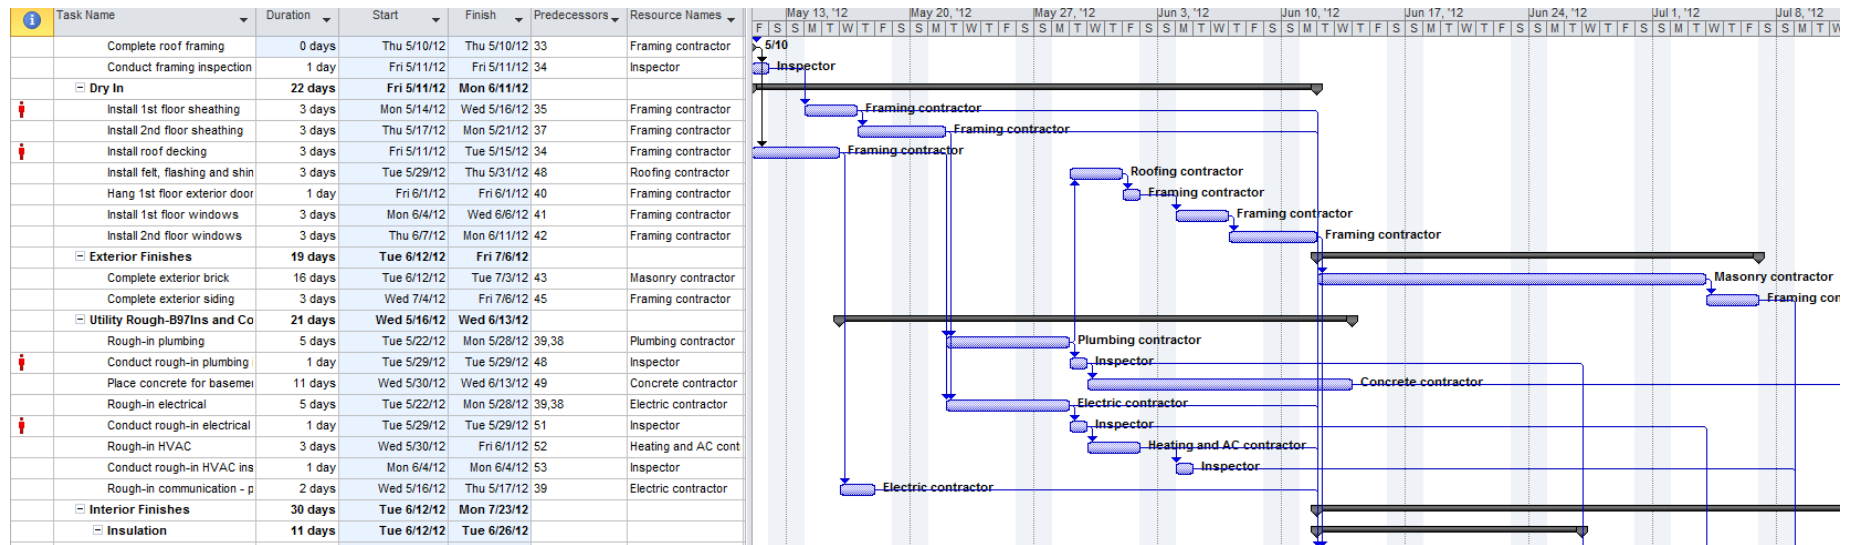 Task Name Duration Start Finish Predecessors Resource Names May 13, '12 May 20, '12 May 27, '12 Jun 3, '12 Jun 10, '12 Jun 17, '12 Jun 24, '12 Jul 1, '12 Jul 8, '12
F S S M T W T F S S M T W T F S S M T W T F S S M T W T F S S M T W T F S S M T W T F S S M T W T F S S M T W T F S S M T W
Complete roof framing 0 days Thu 5/10/12 Thu 5/10/12 33 Framing contractor 5/10
Conduct framing inspection 1 day Fri 5/11/12 Fri 5/11/12 34 Inspector Inspector
Dry In 22 days Fri 5/11/12 Mon 6/11/12
Install 1st floor sheathing 3 days Mon 5/14/12 Wed 5/16/12 35 Framing contractor Framing contractor
Install 2nd floor sheathing 3 days Thu 5/17/12 Mon 5/21/12 37 Framing contractor Framing contractor
Install roof decking 3 days Fri 5/11/12 Tue 5/15/12 34 Framing contractor Framing contractor
Install felt, flashing and shin 3 days Tue 5/29/12 Thu 5/31/12 48 Roofing contractor Roofing contractor
Hang 1st floor exterior door 1 day Fri 6/1/12 Fri 6/1/12 40 Framing contractor Framing contractor
Install 1st floor windows 3 days Mon 6/4/12 Wed 6/6/12 41 Framing contractor Framing contractor
Install 2nd floor windows 3 days Thu 6/7/12 Mon 6/11/12 42 Framing contractor Framing contractor
Exterior Finishes 19 days Tue 6/12/12 Fri 7/6/12
Complete exterior brick 16 days Tue 6/12/12 Tue 7/3/12 43 Masonry contractor Masonry contractor
Complete exterior siding 3 days Wed 7/4/12 Fri 7/6/12 45 Framing contractor Framing con
Utility Rough-B97Ins and Co 21 days Wed 5/16/12 Wed 6/13/12
Rough-in plumbing 5 days Tue 5/22/12 Mon 5/28/12 39,38 Plumbing contractor Plumbing contractor
Conduct rough-in plumbing 1 day Tue 5/29/12 Tue 5/29/12 48 Inspector Inspector
Place concrete for basemer 11 days Wed 5/30/12 Wed 6/13/12 49 Concrete contractor Concrete contractor
Rough-in electrical 5 days Tue 5/22/12 Mon 5/28/12 39,38 Electric contractor Electric contractor
Conduct rough-in electrical 1 day Tue 5/29/12 Tue 5/29/12 51 Inspector Inspector
Rough-in HVAC 3 days Wed 5/30/12 Fri 6/1/12 52 Heating and AC cont Heating and AC contractor
Conduct rough-in HVAC ins 1 day Mon 6/4/12 Mon 6/4/12 53 Inspector Inspector
Rough-in communication - p 2 days Wed 5/16/12 Thu 5/17/12 39 Electric contractor Electric contractor
Interior Finishes 30 days Tue 6/12/12 Mon 7/23/12
Insulation 11 days Tue 6/12/12 Tue 6/26/12